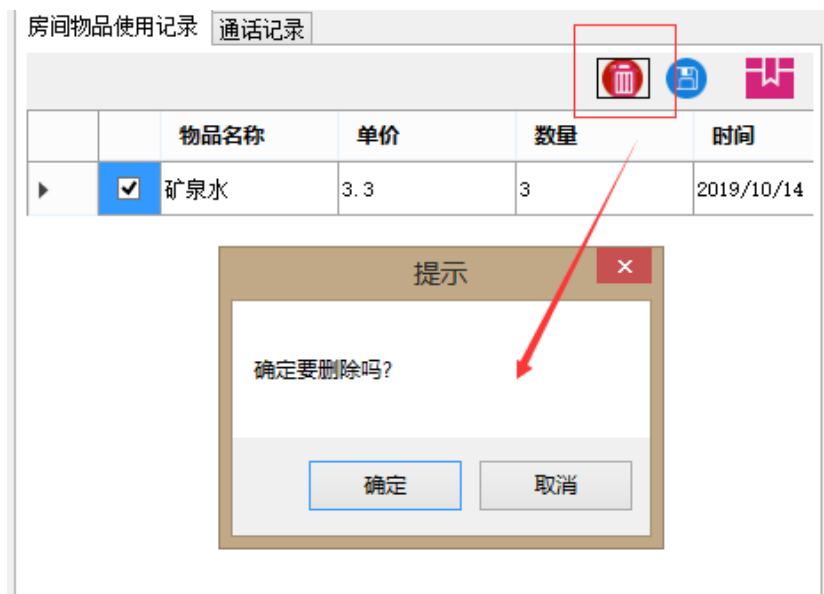 房间物品使用记录 通话记录
物品名称 单价 数量 时间
矿泉水 3.3 3 2019/10/14
提示
确定要删除吗?
确定 取消